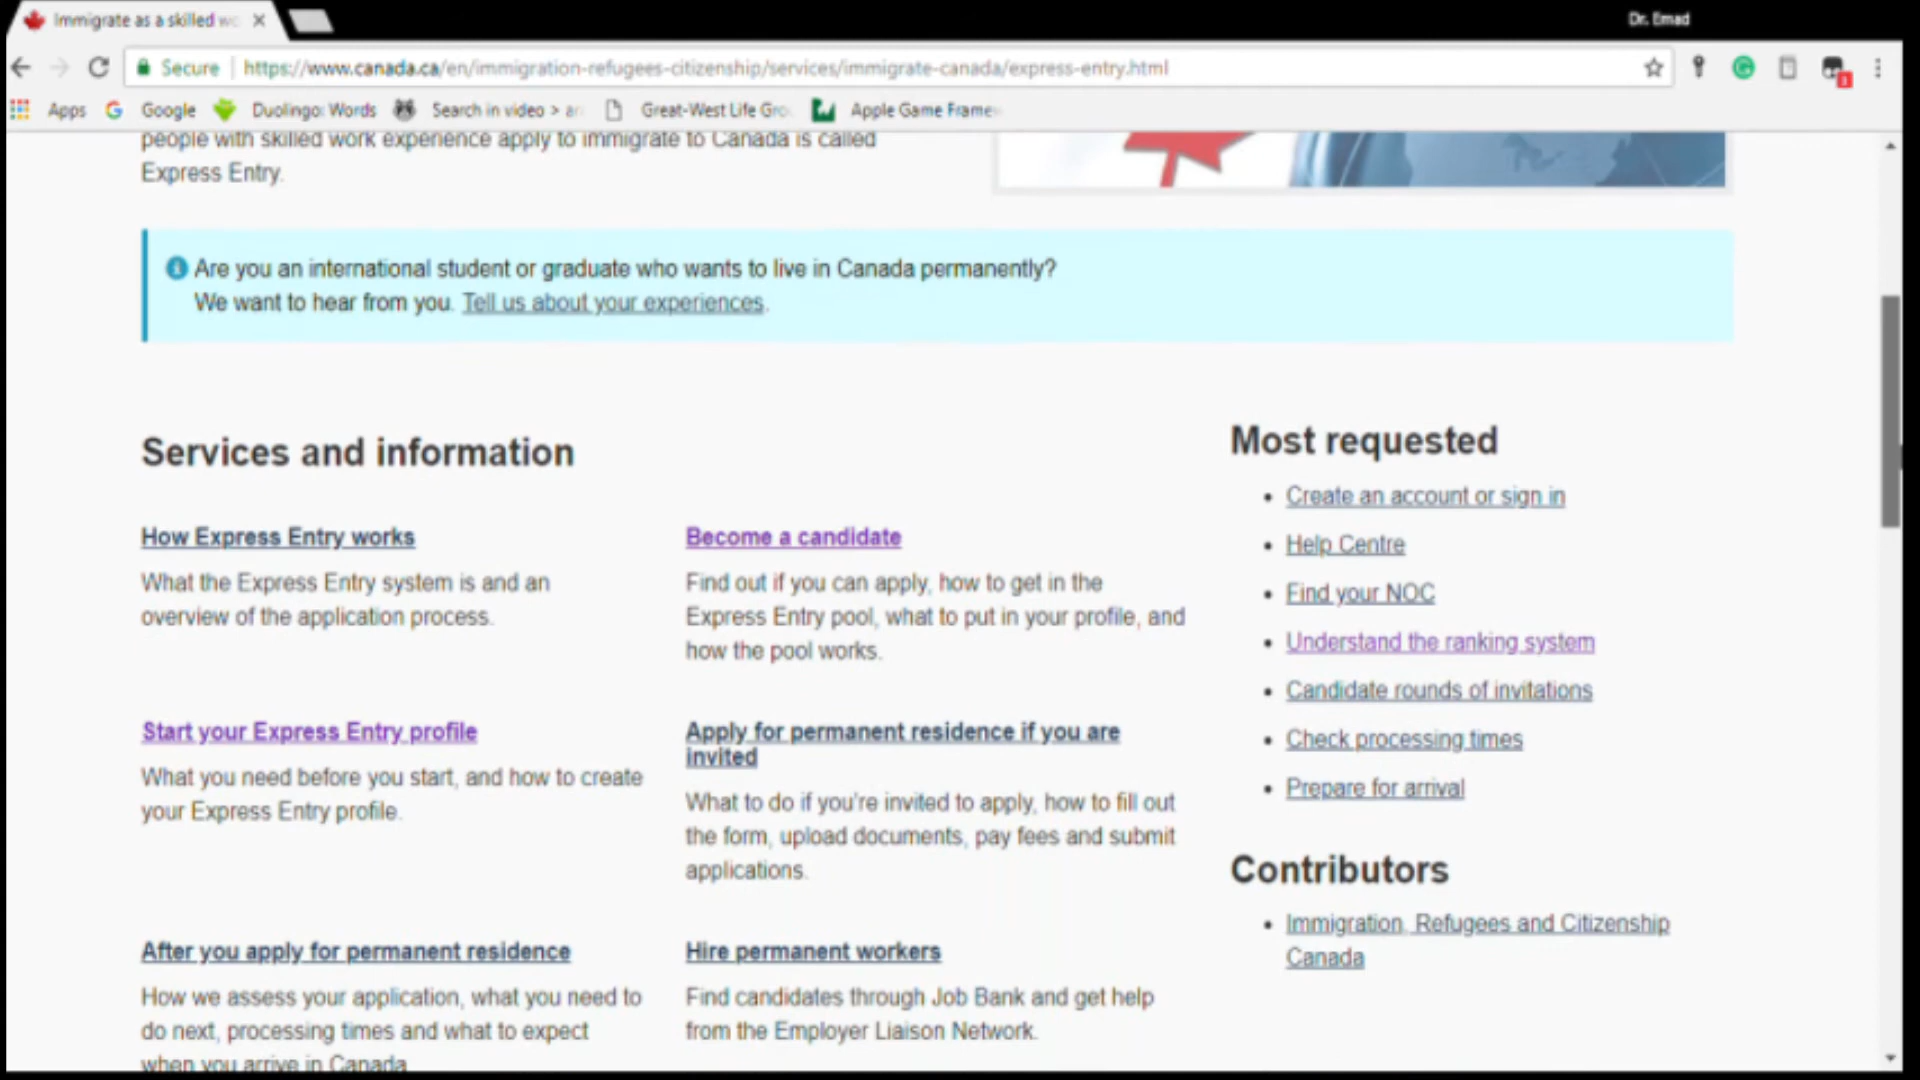 Immigrate as a skilled wo
Dr. Emad
Secure https://www.canada.ca/en/immigration-refugees-citizenship/services/immigrate-canada/express-entry.html
Apps Google Duolingo: Words Search in video > ar Great-West Life Gro Apple Game Frame
people with skilled work experience apply to immigrate to Canada is called
Express Entry.
Are you an international student or graduate who wants to live in Canada permanently?
We want to hear from you. Tell us about your experiences.
Services and information
How Express Entry works
What the Express Entry system is and an
overview of the application process.
Become a candidate
Find out if you can apply, how to get in the
Express Entry pool, what to put in your profile, and
how the pool works.
Start your Express Entry profile
What you need before you start, and how to create
your Express Entry profile.
Apply for permanent residence if you are
invited
What to do if you're invited to apply, how to fill out
the form, upload documents, pay fees and submit
applications.
After you apply for permanent residence
How we assess your application, what you need to
do next, processing times and what to expect
when you arrive in Canada
Hire permanent workers
Find candidates through Job Bank and get help
from the Employer Liaison Network.
Most requested
Create an account or sign in
Help Centre
Find your NOC
Understand the ranking system
Candidate rounds of invitations
Check processing times
Prepare for arrival
Contributors
Immigration, Refugees and Citizenship
Canada